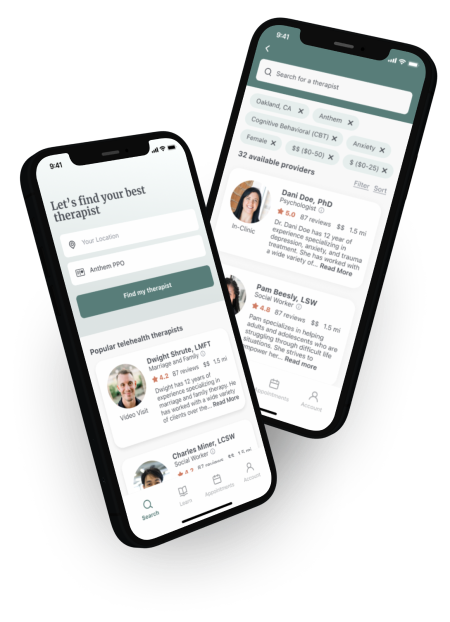 9:41
Let's find your best
therapist
Your Location
Anthem PPO
Find my therapist
Popular telehealth therapists
Dwight Shrute, LMFT
Marriage and Family
4.2 87 reviews $$ 1.5 mi
Dwight has 12 years of
experience specializing in
marriage and family therapy. He
has worked with a wide variety
of clients over the... Read More
Video Visit
Charles Miner, LCSW
Social Worker
87 reviews $$ 1.5 mi
Search
Learn
Appointments
Account
9:41
Search for a therapist
Oakland, CA
Anthem
Cognitive Behavioral (CBT)
Anxiety
Female
$$ ($0-50)
$ ($0-25)
32 available providers
Filter Sort
Dani Doe, PhD
Psychologist
5.0 87 reviews $$ 1.5 mi
Dr. Dani Doe has 12 year of
experience specializing in
depression, anxiety, and trauma
treatment. She has worked with
a wide variety of... Read More
In-Clinic
Pam Beesly, LSW
Social Worker
4.8 87 reviews $$ 1.5 mi
Pam specializes in helping
adults and adolescents who are
struggling through difficult life
situations. She strives to
mpower her... Read more
ppointments
Account